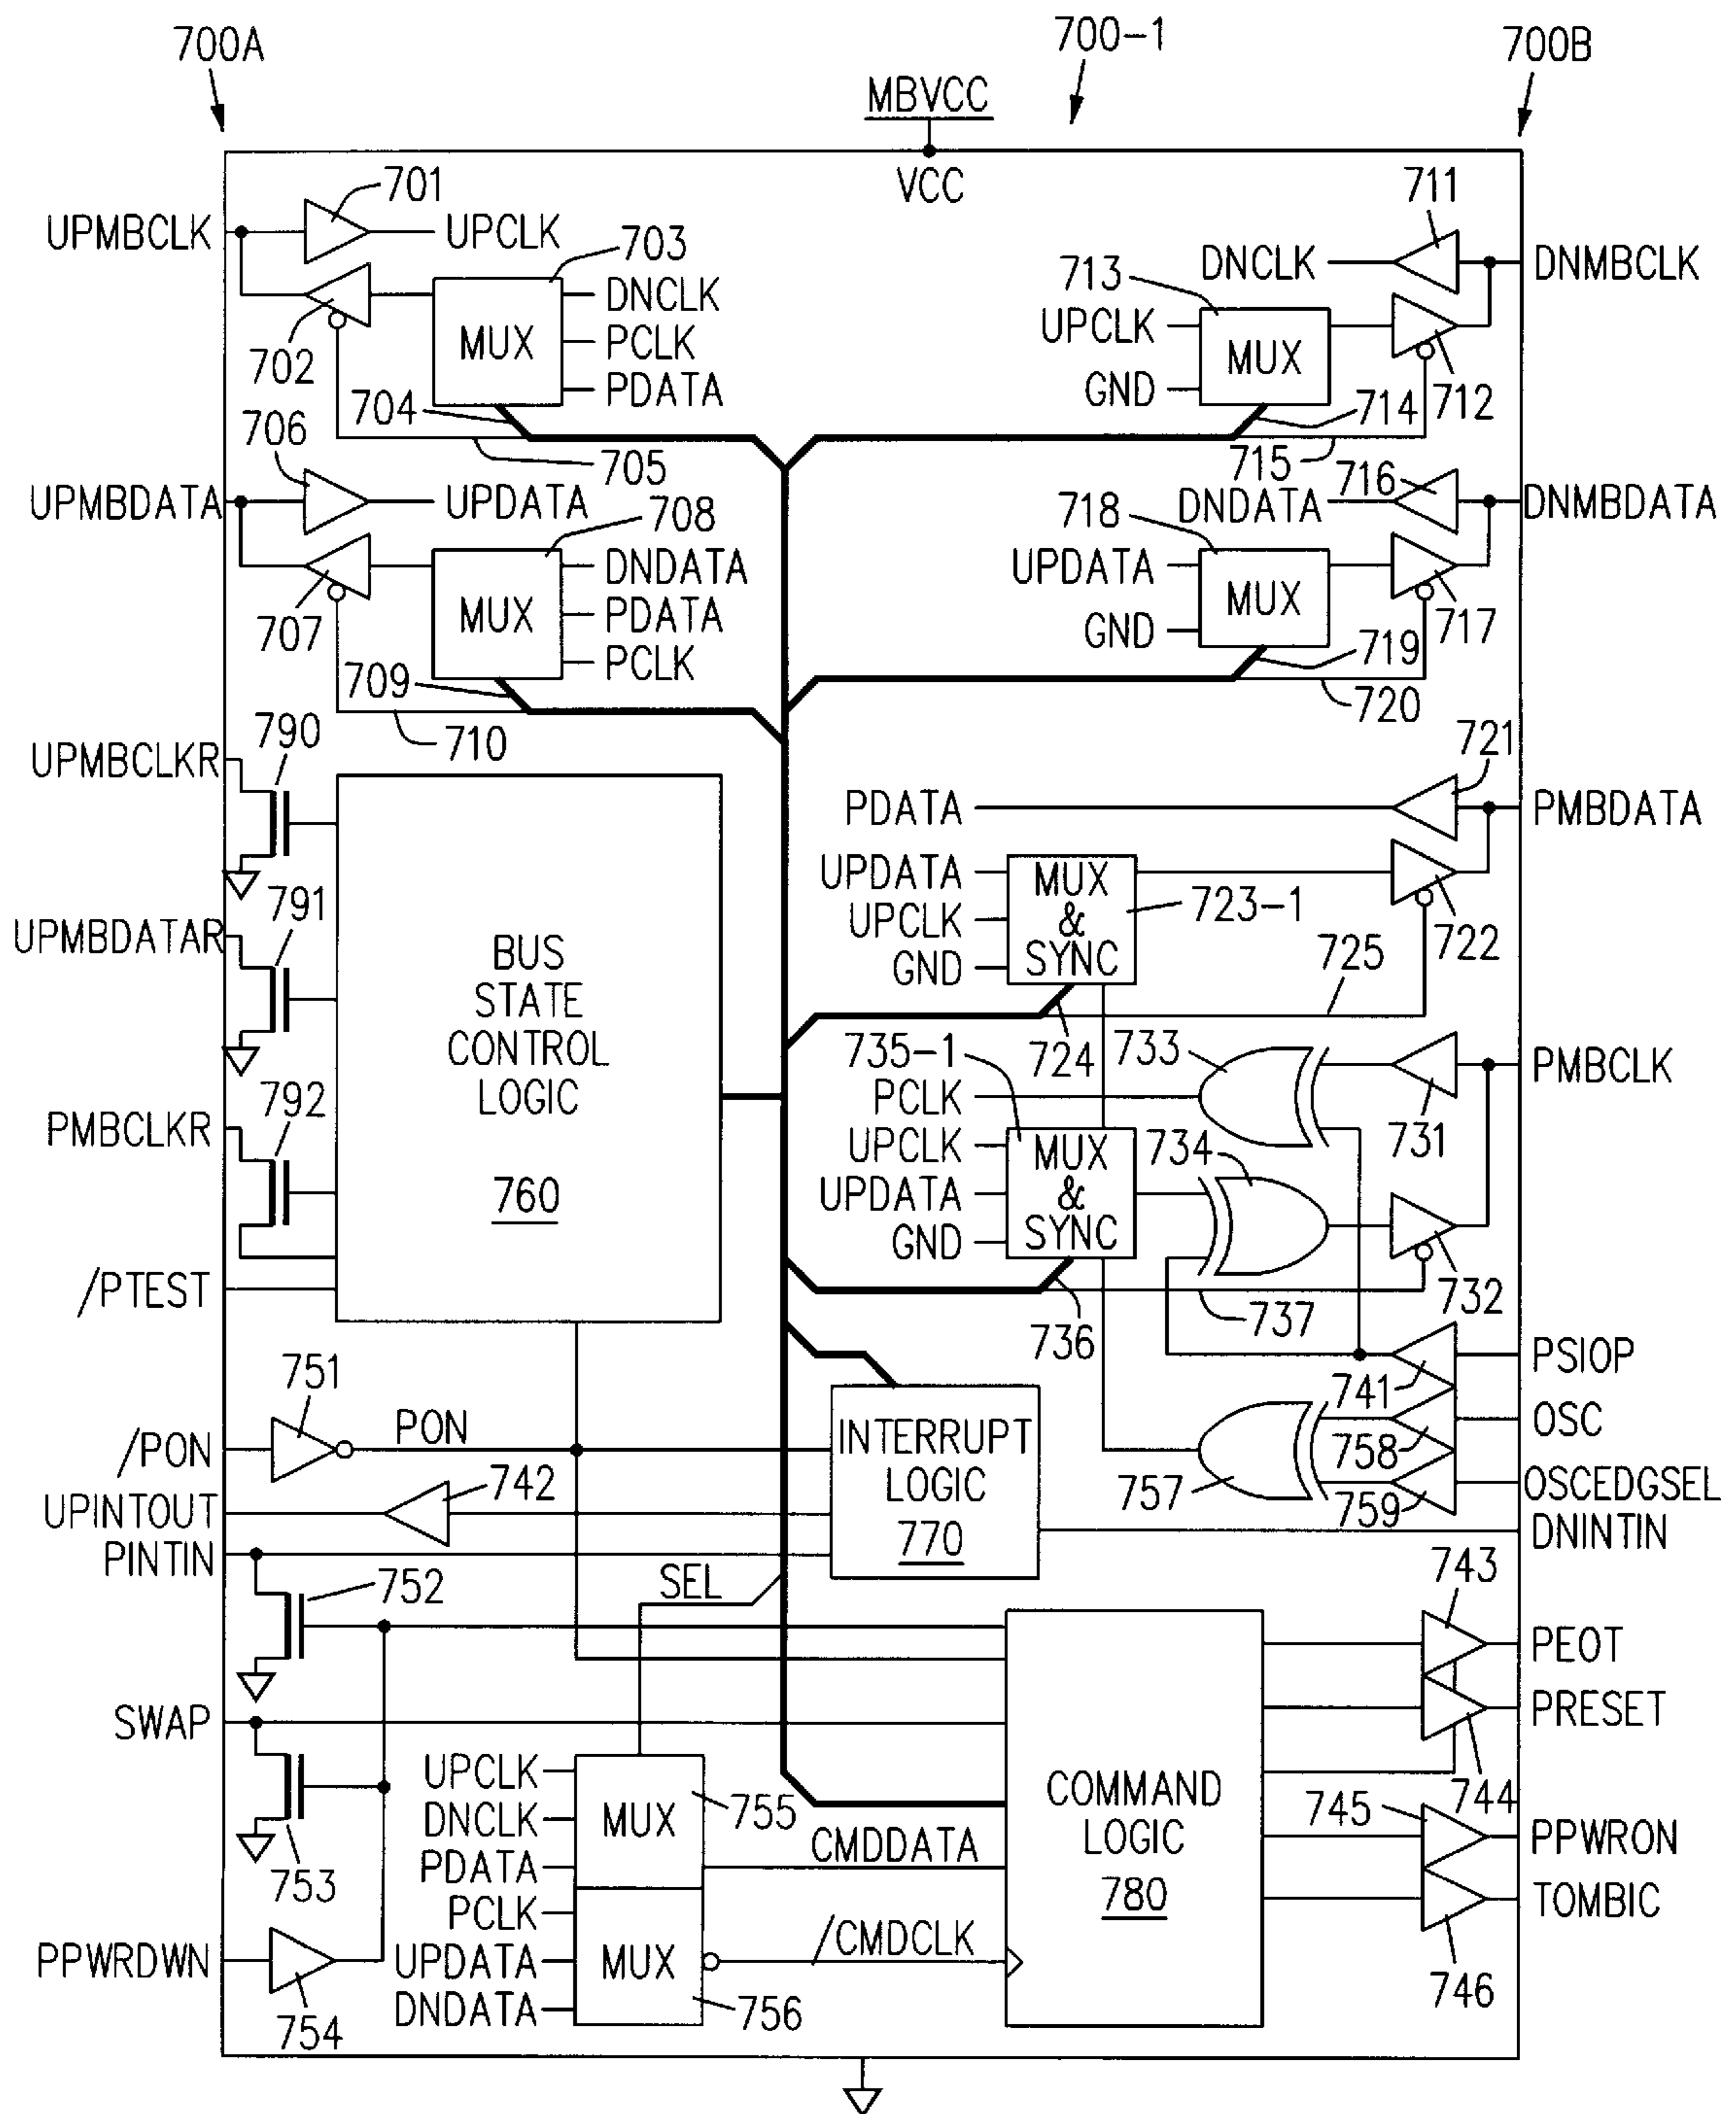 700A
700-1
700B
MBVCC
VCC
UPMBCLK
701
UPCLK
703
702
MUX
DNCLK
PCLK
PDATA
704
705
711
DNCLK
DNMBCLK
713
UPCLK
MUX
GND
712
714
715
706
UPMBDATA
UPDATA
708
707
MUX
DNDATA
PDATA
PCLK
709
710
716
DNDATA
DNMBDATA
718
UPDATA
MUX
GND
717
719
720
790
UPMBCLKR
791
UPMBDATAR
792
PMBCLKR
/PTEST
BUS
STATE
CONTROL
LOGIC
760
721
PDATA
PMBDATA
UPDATA
UPCLK
GND
MUX
&
SYNC
723-1
722
725
724
735-1
733
PCLK
PMBCLK
731
UPCLK
UPDATA
GND
MUX
&
SYNC
734
732
736
737
PSIOP
741
OSC
758
OSCEDGSEL
759
757
DNINTIN
751
/PON
PON
742
UPINTOUT
PINTIN
INTERRUPT
LOGIC
770
752
SEL
SWAP
753
PPWRDWN
754
UPCLK
DNCLK
PDATA
MUX
755
CMDDATA
PCLK
UPDATA
DNDATA
MUX
756
/CMDCLK
COMMAND
LOGIC
780
743
PEOT
PRESET
744
745
PPWRON
TOMBIC
746